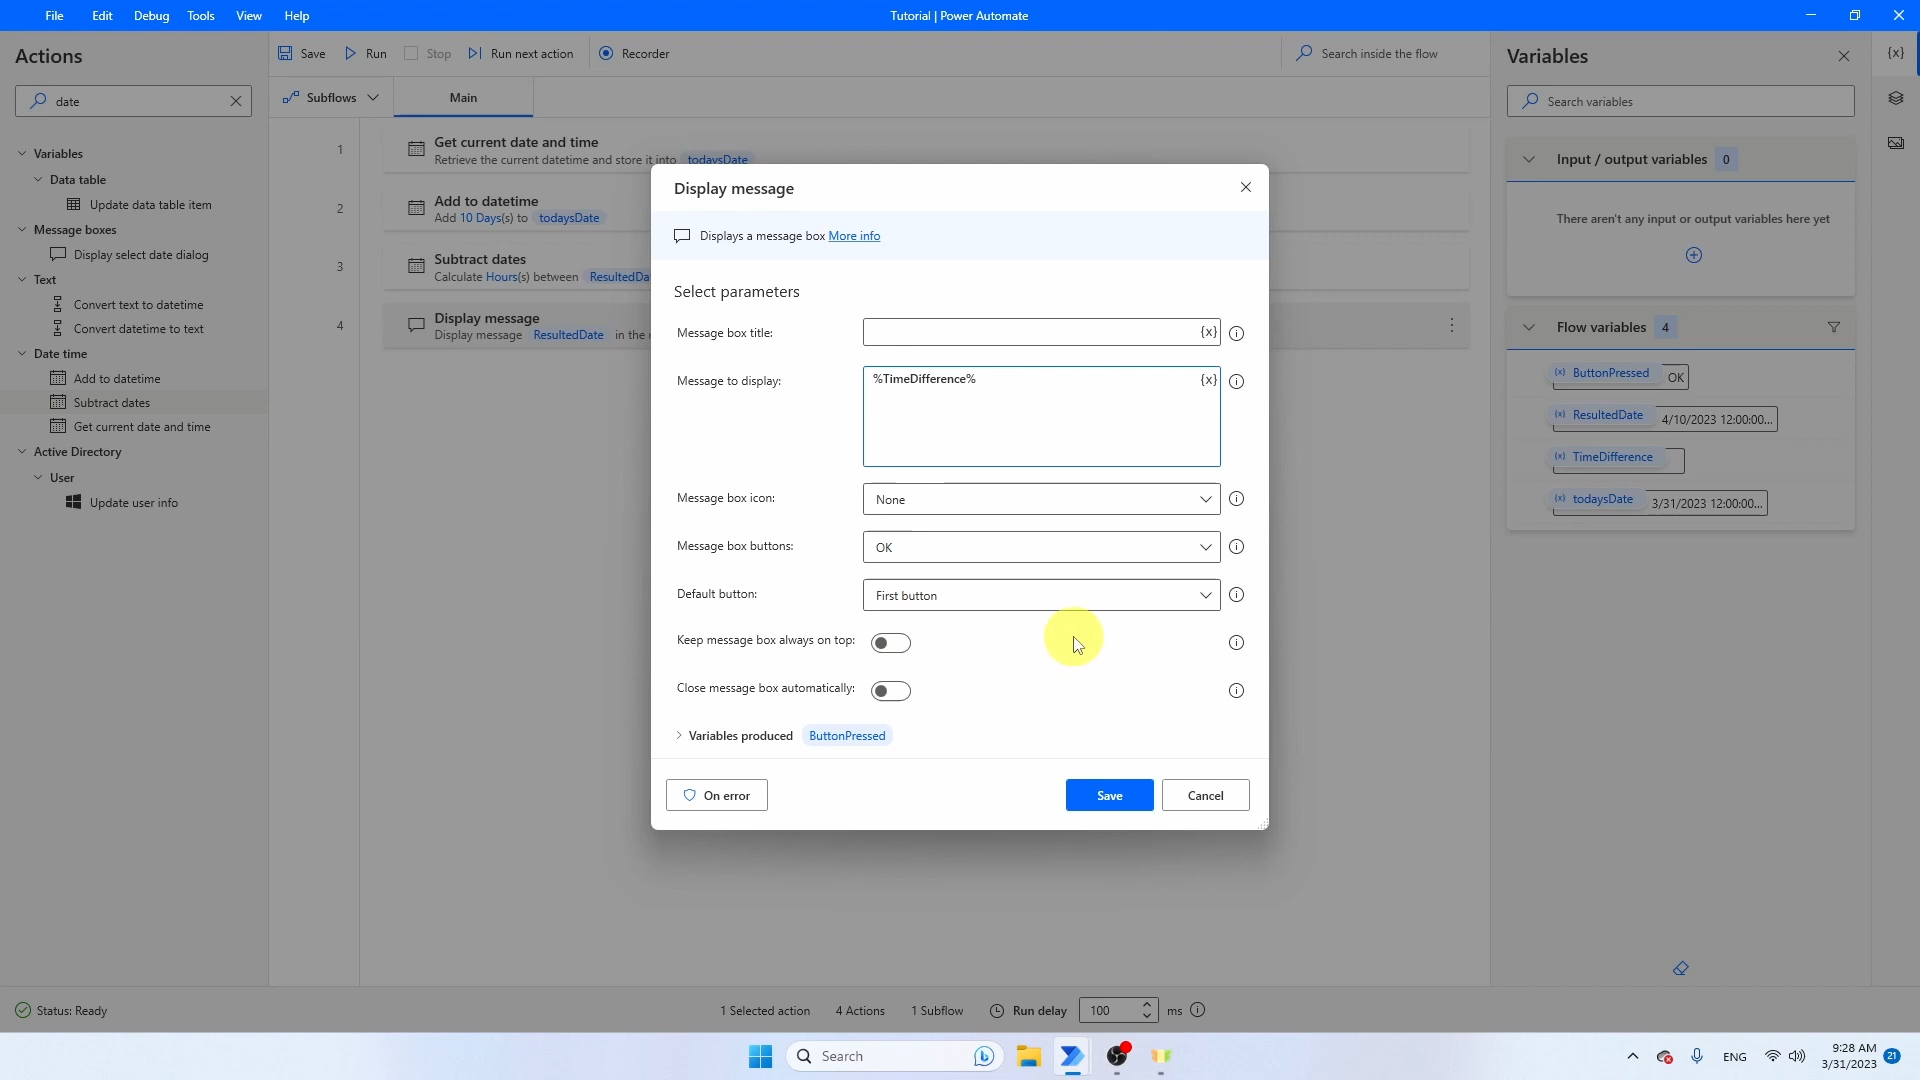 File Edit Debug Tools View Help
Tutorial | Power Automate
Actions
date
Variables
Data table
Update data table item
Message boxes
Display select date dialog
Text
Convert text to datetime
Convert datetime to text
Date time
Add to datetime
Subtract dates
Get current date and time
Active Directory
User
Update user info
Save Run Stop Run next action Recorder
Search inside the flow
Subflows Main
1 Get current date and time
Retrieve the current datetime and store it into todaysDate
2 Add to datetime
Add 10 Days(s) to todaysDate
3 Subtract dates
Calculate Hours(s) between
4 Display message
Display message ResultedDate in the
Display message
Displays a message box More info
Select parameters
Message box title: {x}
Message to display: %TimeDifference% {x}
Message box icon: None
Message box buttons: OK
Default button: First button
Keep message box always on top:
Close message box automatically:
Variables produced ButtonPressed
On error Save Cancel
Variables
{x}
Search variables
Input / output variables 0
There aren't any input or output variables here yet
Flow variables 4
(x) ButtonPressed OK
(x) ResultedDate 4/10/2023 12:00:00...
(x) TimeDifference
(x) todaysDate 3/31/2023 12:00:00...
Status: Ready
1 Selected action 4 Actions 1 Subflow Run delay 100 ms
Search
ENG
9:28 AM
3/31/2023
21